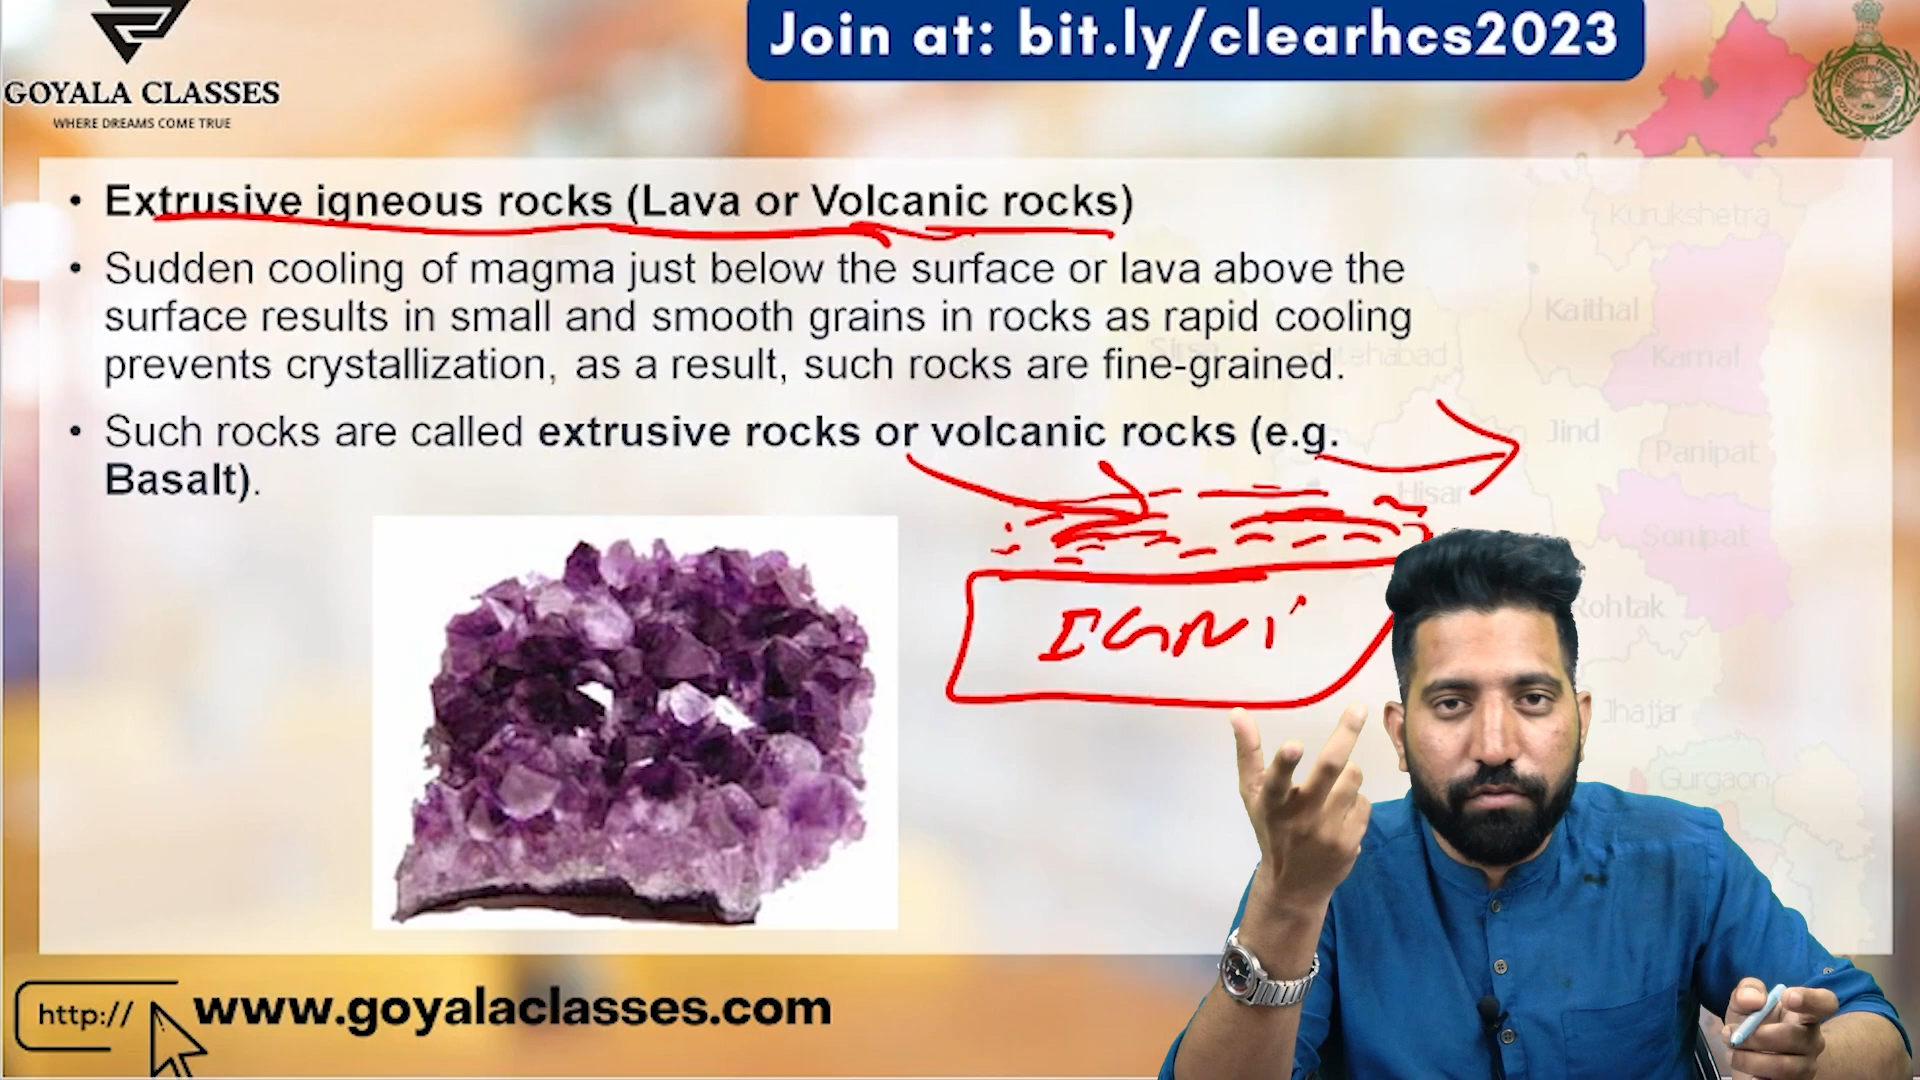 Join at: bit.ly/clearhcs2023
GOYALA CLASSES
WHERE DREAMS COME TRUE
• Extrusive igneous rocks (Lava or Volcanic rocks)
• Sudden cooling of magma just below the surface or lava above the
surface results in small and smooth grains in rocks as rapid cooling
prevents crystallization, as a result, such rocks are fine-grained.
• Such rocks are called extrusive rocks or volcanic rocks (e.g.
Basalt).
IGNI
Kurukshetra
Kaithal
Sirsa
Fatehabad
Karnal
Jind
Panipat
Hisar
Sonipat
Rohtak
Jhajjar
Gurgaon
http://
www.goyalaclasses.com